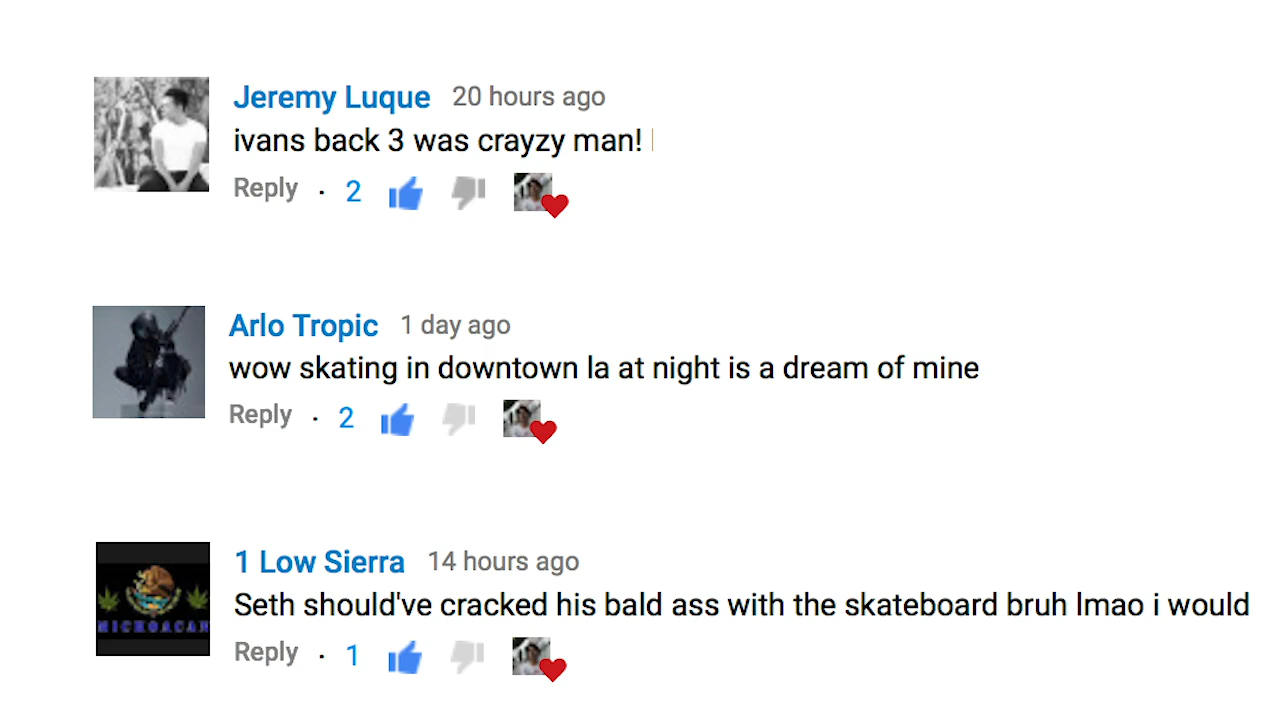 Jeremy Luque 20 hours ago
ivans back 3 was crayzy man!
Reply · 2
Arlo Tropic 1 day ago
wow skating in downtown la at night is a dream of mine
Reply · 2
1 Low Sierra 14 hours ago
Seth should've cracked his bald ass with the skateboard bruh lmao i would
MICHOACAN
Reply · 1